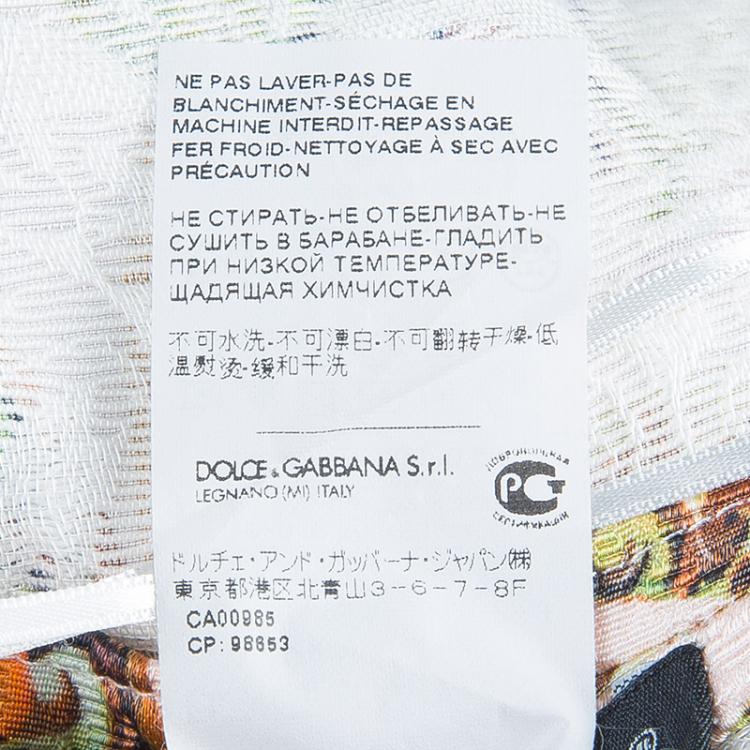 NE PAS LAVER-PAS DE
BLANCHIMENT-SÉCHAGE EN
MACHINE INTERDIT-REPASSAGE
FER FROID-NETTOYAGE À SEC AVEC
PRÉCAUTION
НЕ СТИРАТЬ-НЕ ОТБЕЛИВАТЬ-НЕ
СУШИТЬ В БАРАБАНЕ-ГЛАДИТЬ
ПРИ НИЗКОЙ ТЕМПЕРАТУРЕ-
ЩАДЯЩАЯ ХИМЧИСТКА
不可水洗-不可漂白-不可翻转干燥-低
温熨烫-缓和干洗
DOLCE & GABBANA S.r.l.
LEGNANO (MI) ITALY
ДОБРОВОЛЬНАЯ
РСТ
СЕРТИФИКАЦИЯ
ドルチェ・アンド・ガッバーナ・ジャパン(株)
東京都港区北青山3-6-7-8F
CA00985
CP: 98653